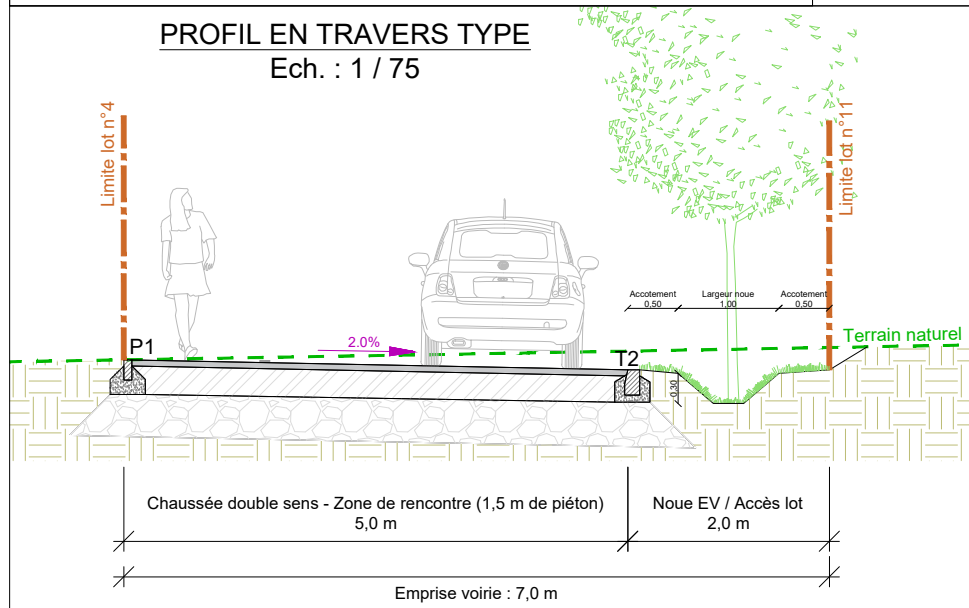 PROFIL EN TRAVERS TYPE
Ech. : 1 / 75
Limite lot n°4
Limite lot n°11
Accotement
0,50
Largeur noue
1,00
Accotement
0,50
Terrain naturel
2.0%
P1
T2
0,30
Chaussée double sens - Zone de rencontre (1,5 m de piéton)
5,0 m
Noue EV / Accès lot
2,0 m
Emprise voirie : 7,0 m